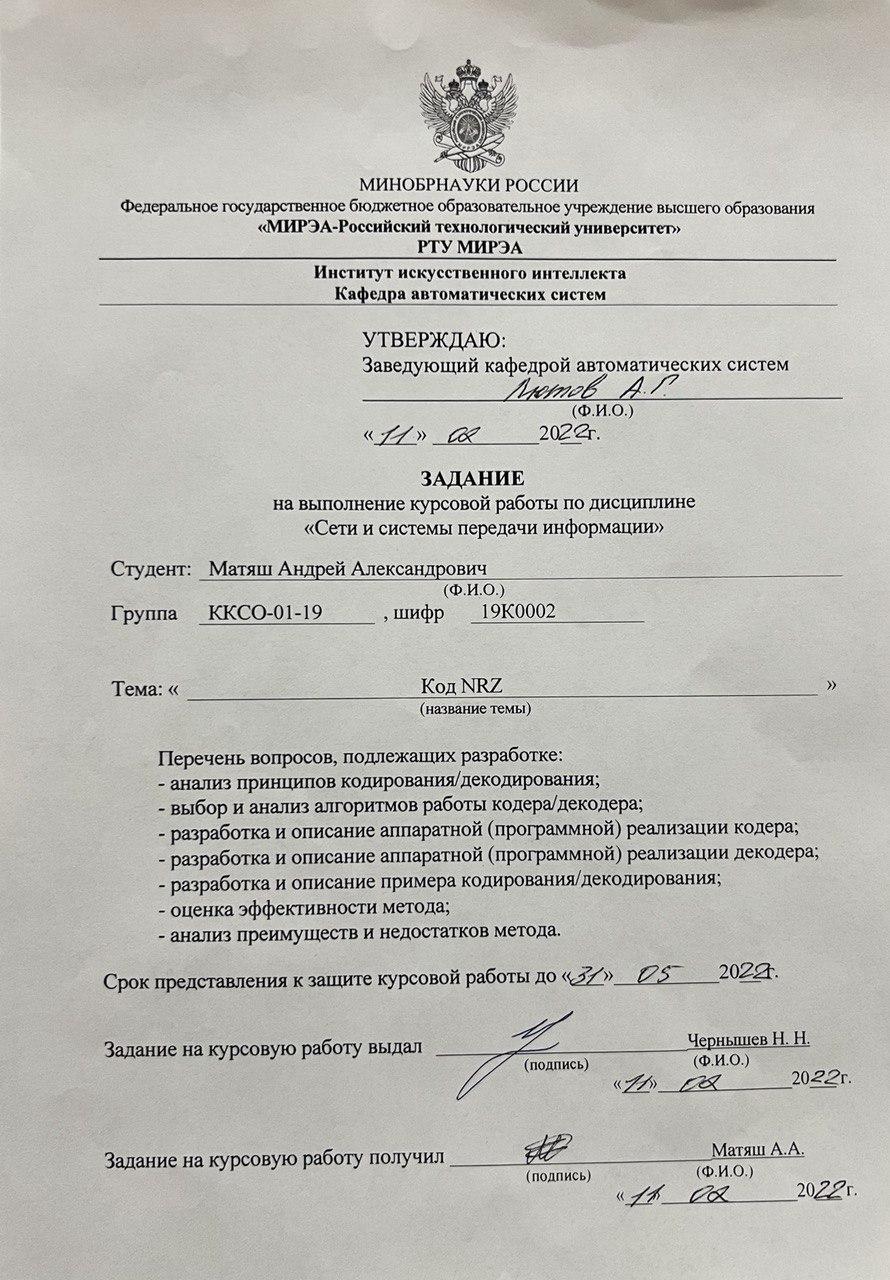 МИНОБРНАУКИ РОССИИ
Федеральное государственное бюджетное образовательное учреждение высшего образования
«МИРЭА-Российский технологический университет»
РТУ МИРЭА
Институт искусственного интеллекта
Кафедра автоматических систем
УТВЕРЖДАЮ:
Заведующий кафедрой автоматических систем
Лютов А.Г.
(Ф.И.О.)
«11» 02 2022г.
ЗАДАНИЕ
на выполнение курсовой работы по дисциплине
«Сети и системы передачи информации»
Студент: Матяш Андрей Александрович
(Ф.И.О.)
Группа ККСО-01-19 , шифр 19К0002
Тема: « Код NRZ »
(название темы)
Перечень вопросов, подлежащих разработке:
- анализ принципов кодирования/декодирования;
- выбор и анализ алгоритмов работы кодера/декодера;
- разработка и описание аппаратной (программной) реализации кодера;
- разработка и описание аппаратной (программной) реализации декодера;
- разработка и описание примера кодирования/декодирования;
- оценка эффективности метода;
- анализ преимуществ и недостатков метода.
Срок представления к защите курсовой работы до «31» 05 2022г.
Задание на курсовую работу выдал Чернышев Н. Н.
(подпись) (Ф.И.О.)
«11» 02 2022г.
Задание на курсовую работу получил Матяш А.А.
(подпись) (Ф.И.О.)
«11» 02 2022г.